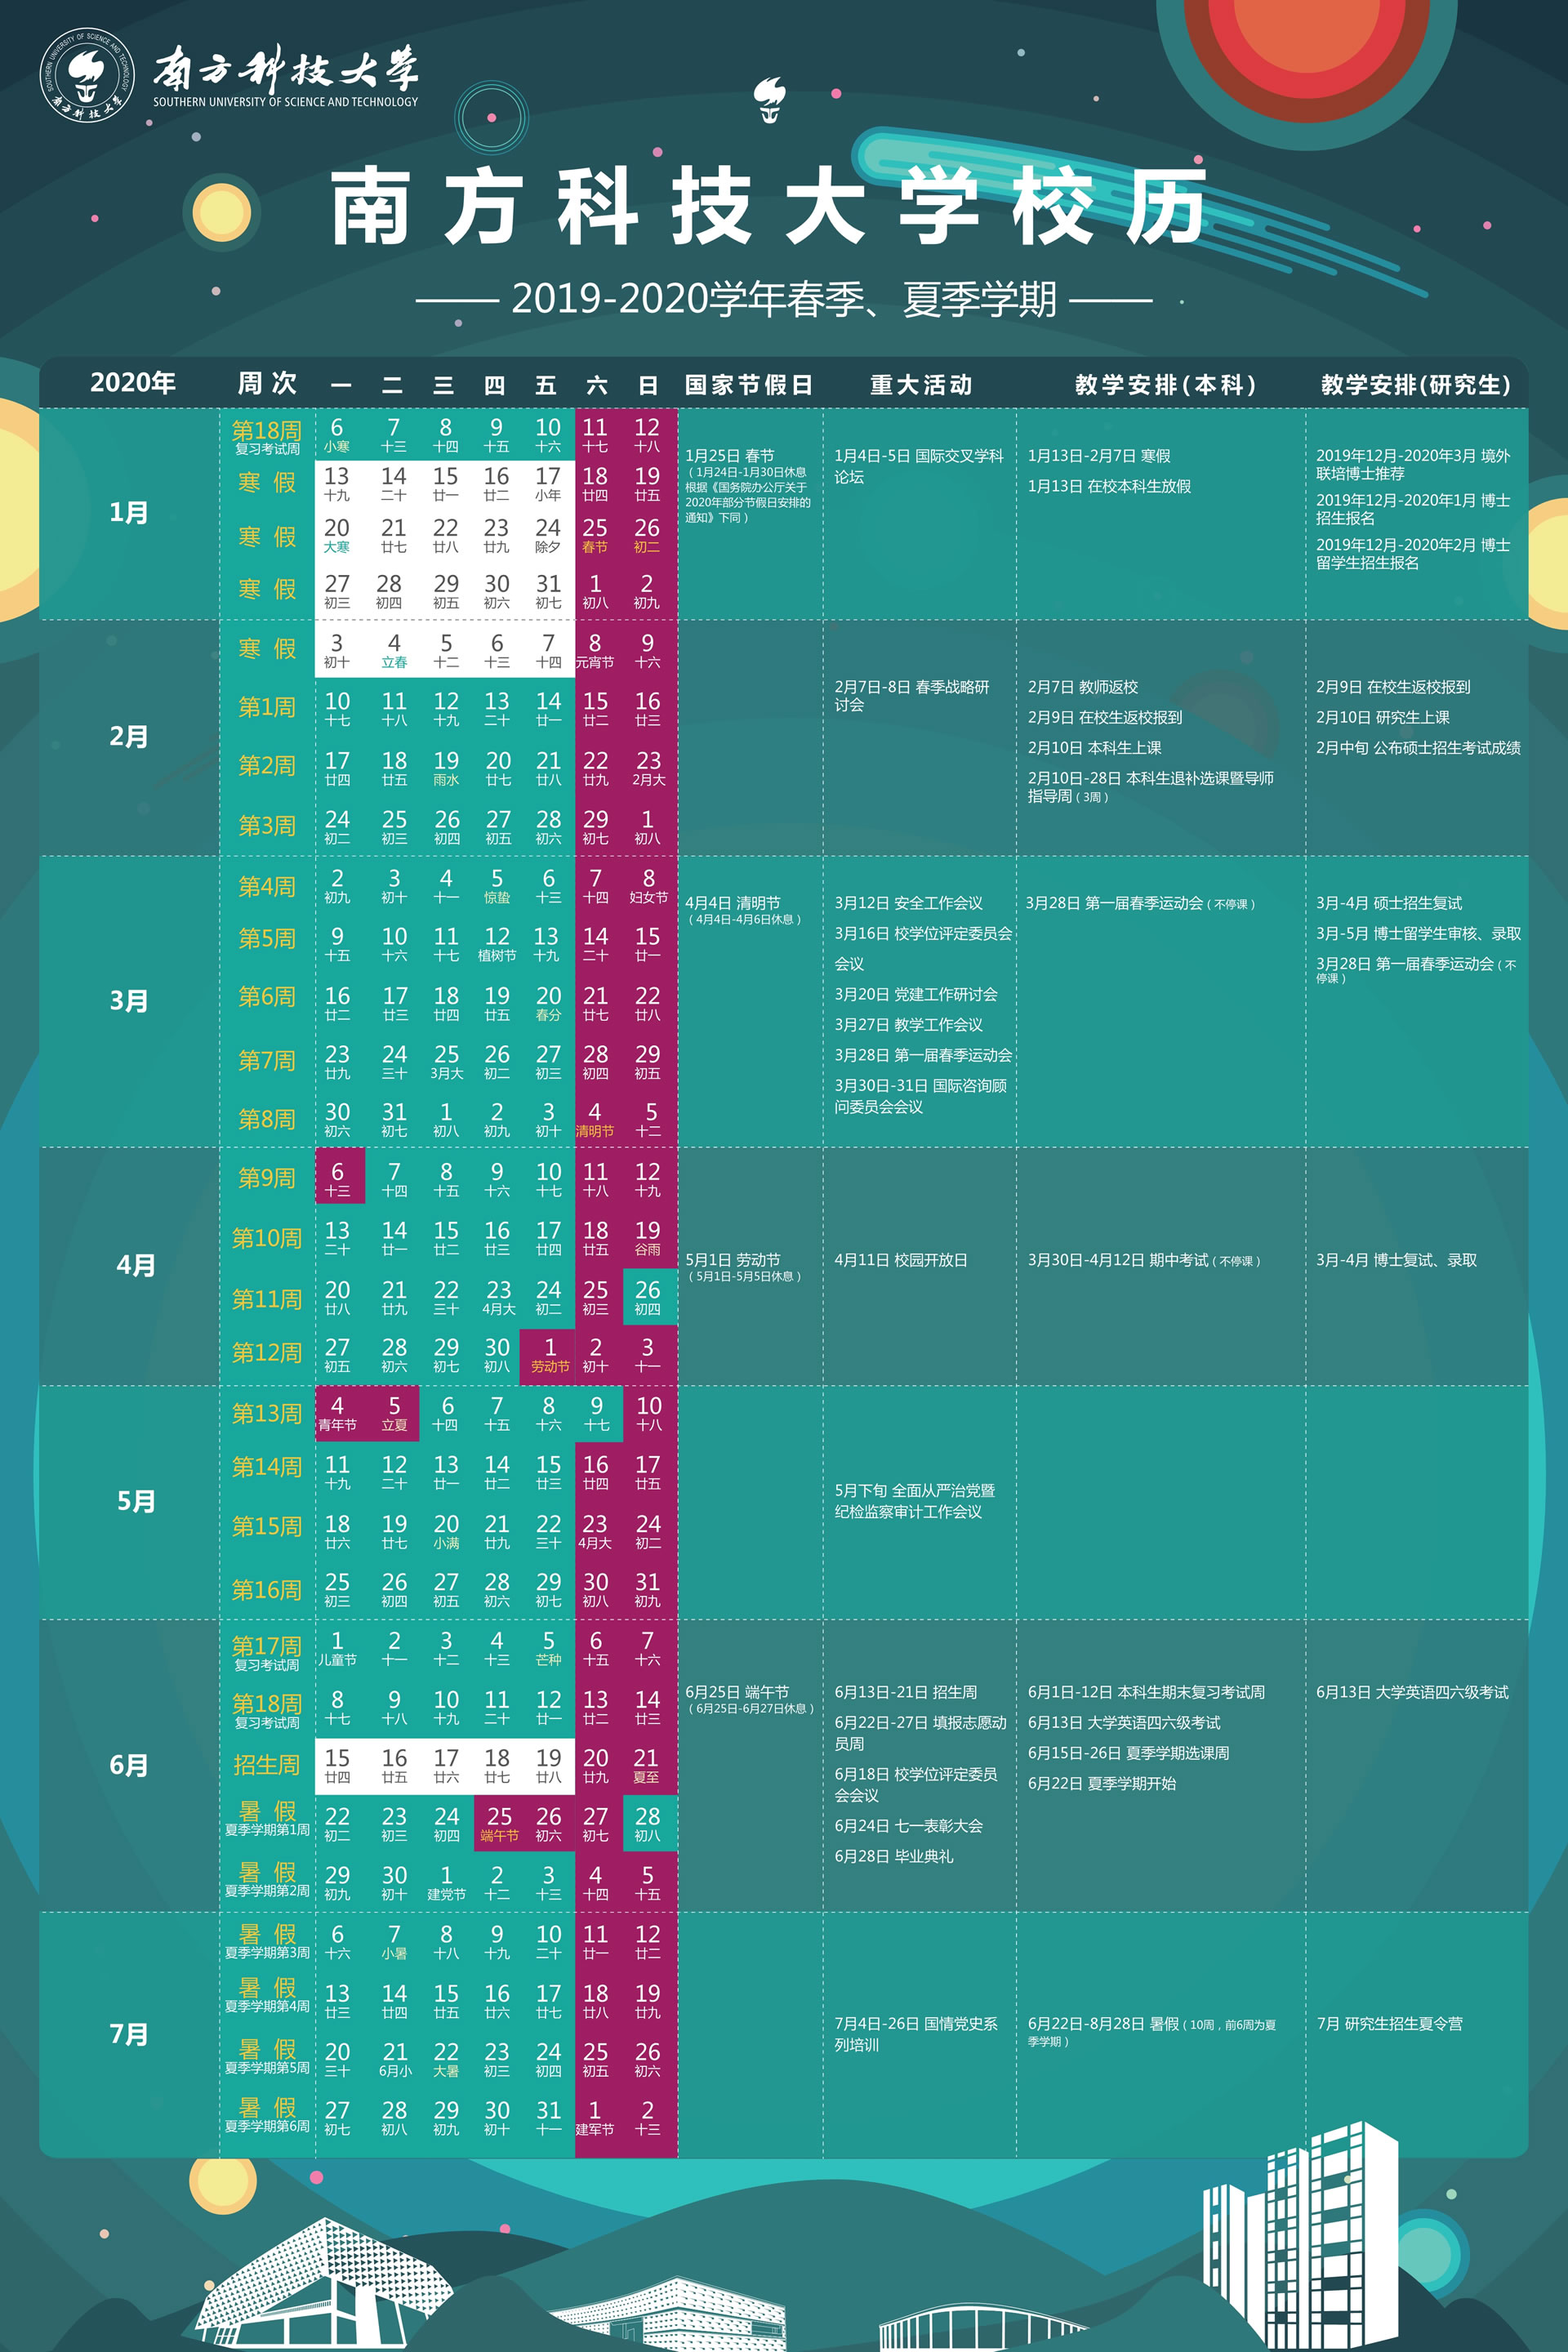 SOUTHERN UNIVERSITY OF SCIENCE AND TECHNOLOGY
南方科技大学
南方科技大学
SOUTHERN UNIVERSITY OF SCIENCE AND TECHNOLOGY
南方科技大学校历
2019-2020学年春季、夏季学期
2020年 周次 一 二 三 四 五 六 日 国家节假日 重大活动 教学安排(本科) 教学安排(研究生)
1月
第18周 6 7 8 9 10 11 12
复习考试周 小寒 十三 十四 十五 十六 十七 十八
寒 假 13 14 15 16 17 18 19
十九 二十 廿一 廿二 小年 廿四 廿五
寒 假 20 21 22 23 24 25 26
大寒 廿七 廿八 廿九 除夕 春节 初二
寒 假 27 28 29 30 31 1 2
初三 初四 初五 初六 初七 初八 初九
1月25日 春节
（1月24日-1月30日休息
根据《国务院办公厅关于
2020年部分节假日安排的
通知》下同）
1月4日-5日 国际交叉学科
论坛
1月13日-2月7日 寒假
1月13日 在校本科生放假
2019年12月-2020年3月 境外
联培博士推荐
2019年12月-2020年1月 博士
招生报名
2019年12月-2020年2月 博士
留学生招生报名
2月
寒 假 3 4 5 6 7 8 9
初十 立春 十二 十三 十四 元宵节 十六
第1周 10 11 12 13 14 15 16
十七 十八 十九 二十 廿一 廿二 廿三
第2周 17 18 19 20 21 22 23
廿四 廿五 雨水 廿七 廿八 廿九 2月大
第3周 24 25 26 27 28 29 1
初二 初三 初四 初五 初六 初七 初八
2月7日-8日 春季战略研
讨会
2月7日 教师返校
2月9日 在校生返校报到
2月10日 本科生上课
2月10日-28日 本科生退补选课暨导师
指导周（3周）
2月9日 在校生返校报到
2月10日 研究生上课
2月中旬 公布硕士招生考试成绩
3月
第4周 2 3 4 5 6 7 8
初九 初十 十一 惊蛰 十三 十四 妇女节
第5周 9 10 11 12 13 14 15
十五 十六 十七 植树节 十九 二十 廿一
第6周 16 17 18 19 20 21 22
廿二 廿三 廿四 廿五 春分 廿七 廿八
第7周 23 24 25 26 27 28 29
廿九 三十 3月大 初二 初三 初四 初五
第8周 30 31 1 2 3 4 5
初六 初七 初八 初九 初十 清明节 十二
4月4日 清明节
（4月4日-4月6日休息）
3月12日 安全工作会议
3月16日 校学位评定委员会
会议
3月20日 党建工作研讨会
3月27日 教学工作会议
3月28日 第一届春季运动会
3月30日-31日 国际咨询顾
问委员会会议
3月28日 第一届春季运动会（不停课）
3月-4月 硕士招生复试
3月-5月 博士留学生审核、录取
3月28日 第一届春季运动会（不
停课）
4月
第9周 6 7 8 9 10 11 12
十三 十四 十五 十六 十七 十八 十九
第10周 13 14 15 16 17 18 19
二十 廿一 廿二 廿三 廿四 廿五 谷雨
第11周 20 21 22 23 24 25 26
廿八 廿九 三十 4月大 初二 初三 初四
第12周 27 28 29 30 1 2 3
初五 初六 初七 初八 劳动节 初十 十一
5月1日 劳动节
（5月1日-5月5日休息）
4月11日 校园开放日
3月30日-4月12日 期中考试（不停课）
3月-4月 博士复试、录取
5月
第13周 4 5 6 7 8 9 10
青年节 立夏 十四 十五 十六 十七 十八
第14周 11 12 13 14 15 16 17
十九 二十 廿一 廿二 廿三 廿四 廿五
第15周 18 19 20 21 22 23 24
廿六 廿七 小满 廿九 三十 4月大 初二
第16周 25 26 27 28 29 30 31
初三 初四 初五 初六 初七 初八 初九
5月下旬 全面从严治党暨
纪检监察审计工作会议
6月
第17周 1 2 3 4 5 6 7
复习考试周 儿童节 十一 十二 十三 芒种 十五 十六
第18周 8 9 10 11 12 13 14
复习考试周 十七 十八 十九 二十 廿一 廿二 廿三
招生周 15 16 17 18 19 20 21
廿四 廿五 廿六 廿七 廿八 廿九 夏至
暑 假 22 23 24 25 26 27 28
夏季学期第1周 初二 初三 初四 端午节 初六 初七 初八
暑 假 29 30 1 2 3 4 5
夏季学期第2周 初九 初十 建党节 十二 十三 十四 十五
6月25日 端午节
（6月25日-6月27日休息）
6月13日-21日 招生周
6月22日-27日 填报志愿动
员周
6月18日 校学位评定委员
会会议
6月24日 七一表彰大会
6月28日 毕业典礼
6月1日-12日 本科生期末复习考试周
6月13日 大学英语四六级考试
6月15日-26日 夏季学期选课周
6月22日 夏季学期开始
6月13日 大学英语四六级考试
7月
暑 假 6 7 8 9 10 11 12
夏季学期第3周 十六 小暑 十八 十九 二十 廿一 廿二
暑 假 13 14 15 16 17 18 19
夏季学期第4周 廿三 廿四 廿五 廿六 廿七 廿八 廿九
暑 假 20 21 22 23 24 25 26
夏季学期第5周 三十 6月小 大暑 初三 初四 初五 初六
暑 假 27 28 29 30 31 1 2
夏季学期第6周 初七 初八 初九 初十 十一 建军节 十三
7月4日-26日 国情党史系
列培训
6月22日-8月28日 暑假（10周，前6周为夏
季学期）
7月 研究生招生夏令营